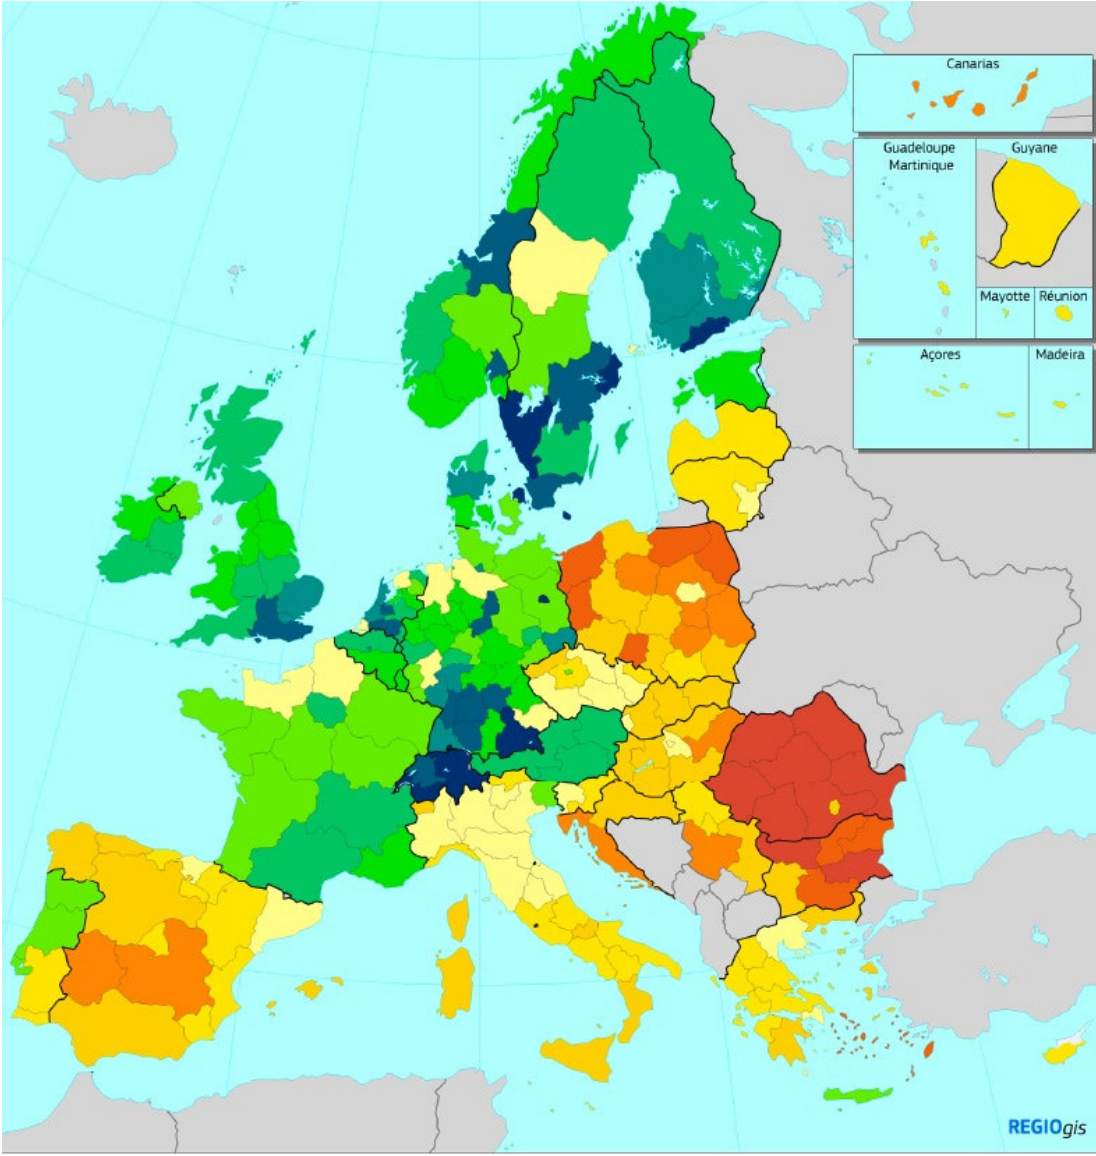 Canarias
Guadeloupe
Martinique
Guyane
Mayotte
Réunion
Açores
Madeira
REGIOgis